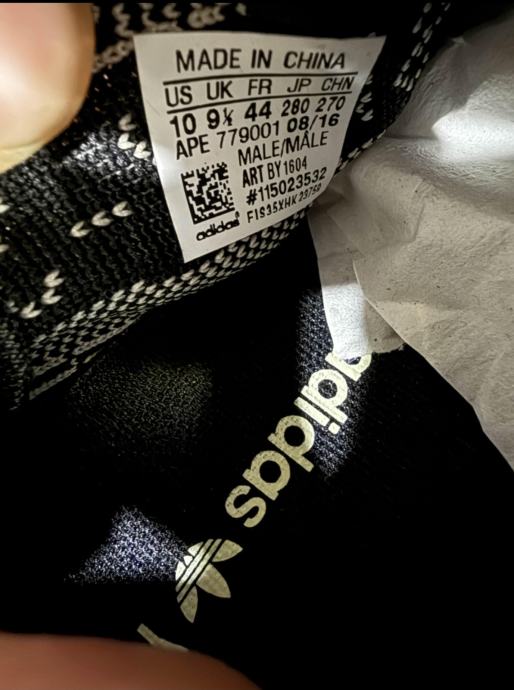 MADE IN CHINA
US UK FR JP CHN
10 9½ 44 280 270
APE 779001 08/16
MALE/MÂLE
ART BY1604
#115023532
F1S35XHK23759
adidas
adidas